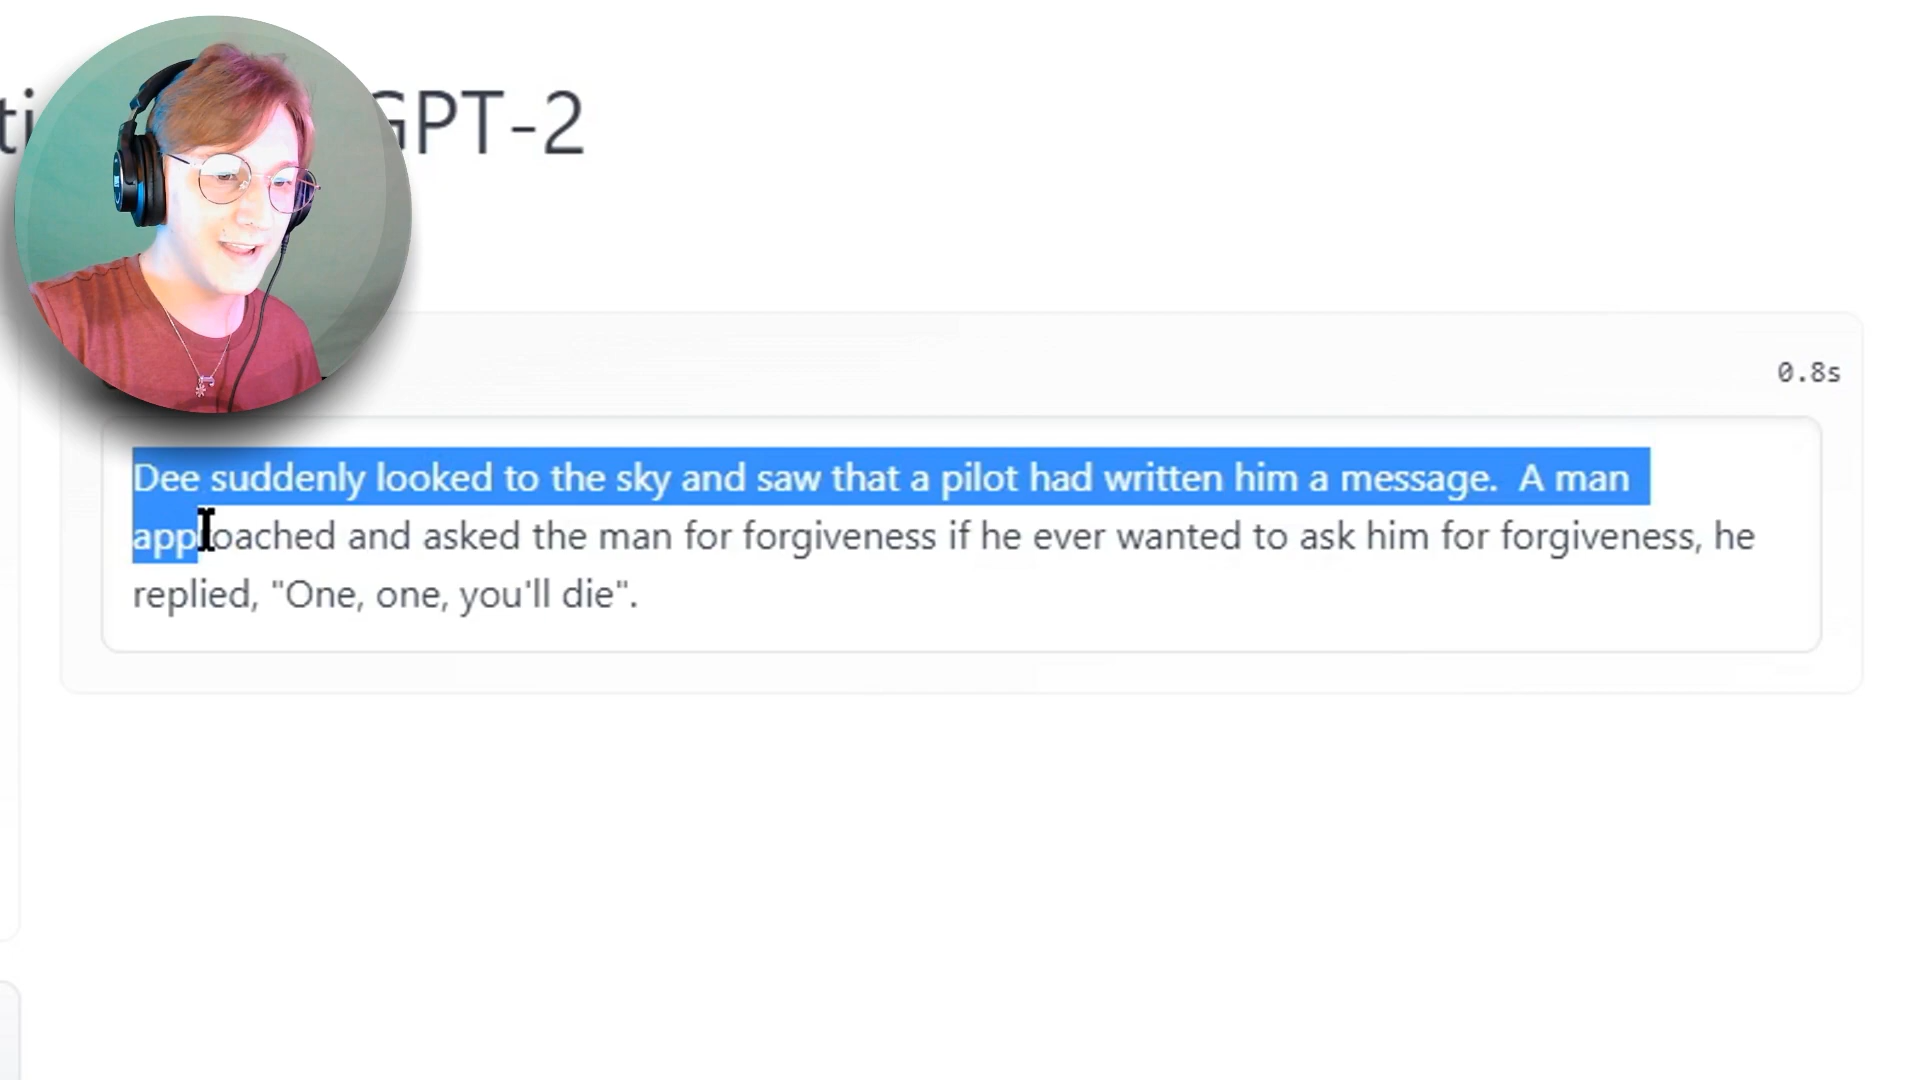 GPT-2
0.8s
Dee suddenly looked to the sky and saw that a pilot had written him a message.  A man
approached and asked the man for forgiveness if he ever wanted to ask him for forgiveness, he
replied, "One, one, you'll die".